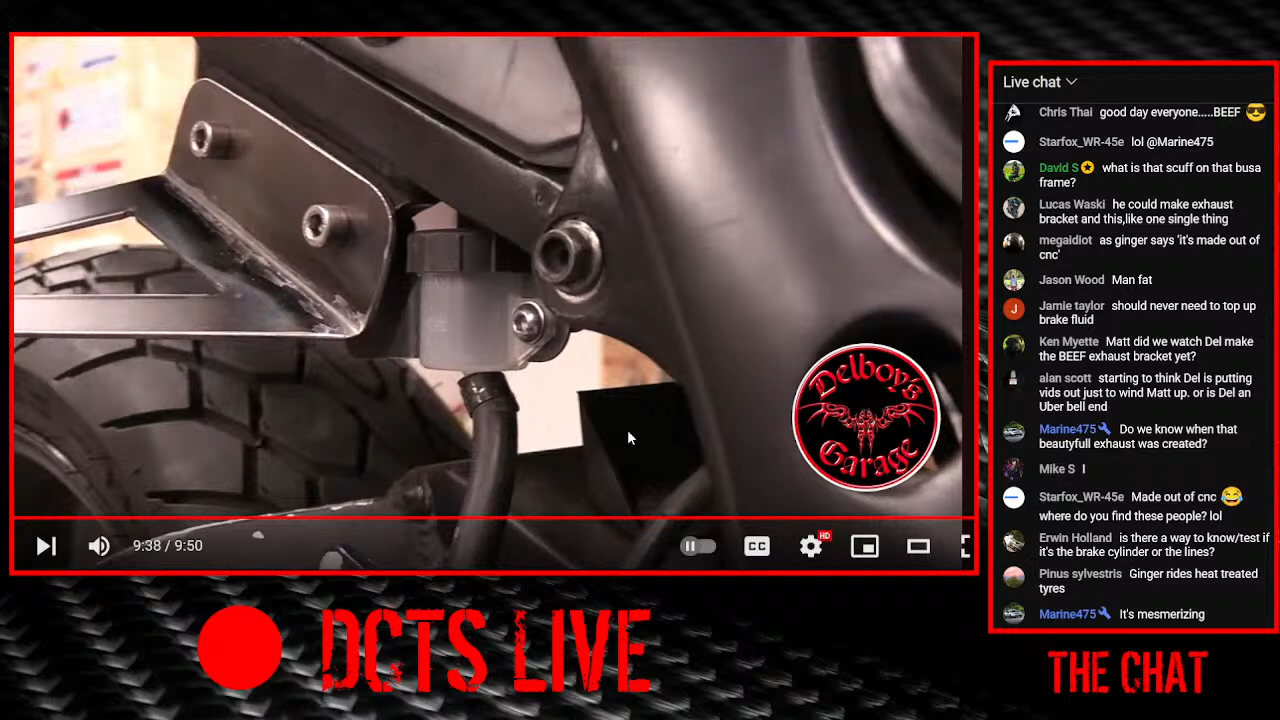 Delboy's
Garage
9:38 / 9:50
CC
HD
DCTS LIVE
Live chat
Chris Thai good day everyone.....BEEF 😎
Starfox_WR-45e lol @Marine475
David S what is that scuff on that busa
frame?
Lucas Waski he could make exhaust
bracket and this,like one single thing
megaidiot as ginger says 'it's made out of
cnc'
Jason Wood Man fat
J
Jamie taylor should never need to top up
brake fluid
Ken Myette Matt did we watch Del make
the BEEF exhaust bracket yet?
alan scott starting to think Del is putting
vids out just to wind Matt up. or is Del an
Uber bell end
Marine475 Do we know when that
beautyfull exhaust was created?
Mike S I
Starfox_WR-45e Made out of cnc 😂
where do you find these people? lol
Erwin Holland is there a way to know/test if
it's the brake cylinder or the lines?
Pinus sylvestris Ginger rides heat treated
tyres
Marine475 It's mesmerizing
THE CHAT